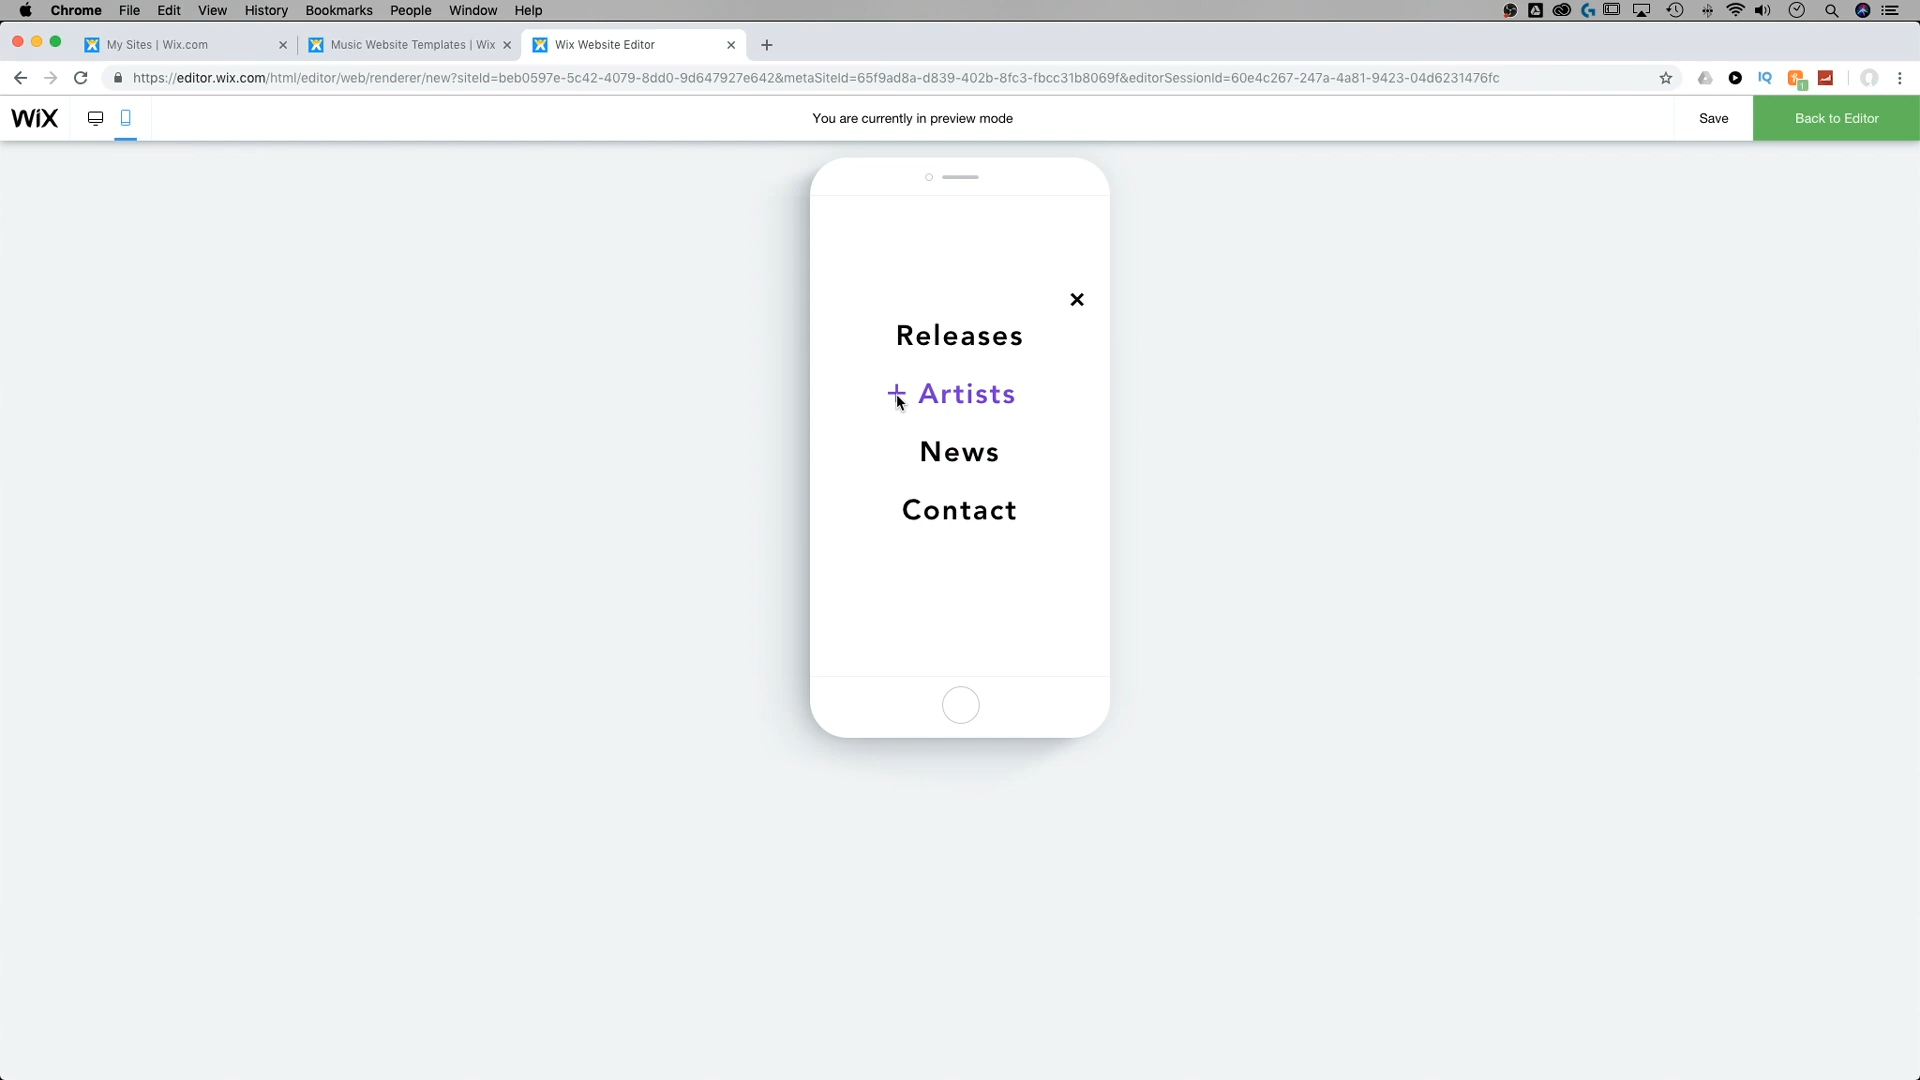 Chrome File Edit View History Bookmarks People Window Help
My Sites | Wix.com
Music Website Templates | Wix
Wix Website Editor
https://editor.wix.com/html/editor/web/renderer/new?siteId=beb0597e-5c42-4079-8dd0-9d647927e642&metaSiteId=65f9ad8a-d839-402b-8fc3-fbcc31b8069f&editorSessionId=60e4c267-247a-4a81-9423-04d6231476fc
IQ
1
WiX
You are currently in preview mode
Save
Back to Editor
Releases
+ Artists
News
Contact